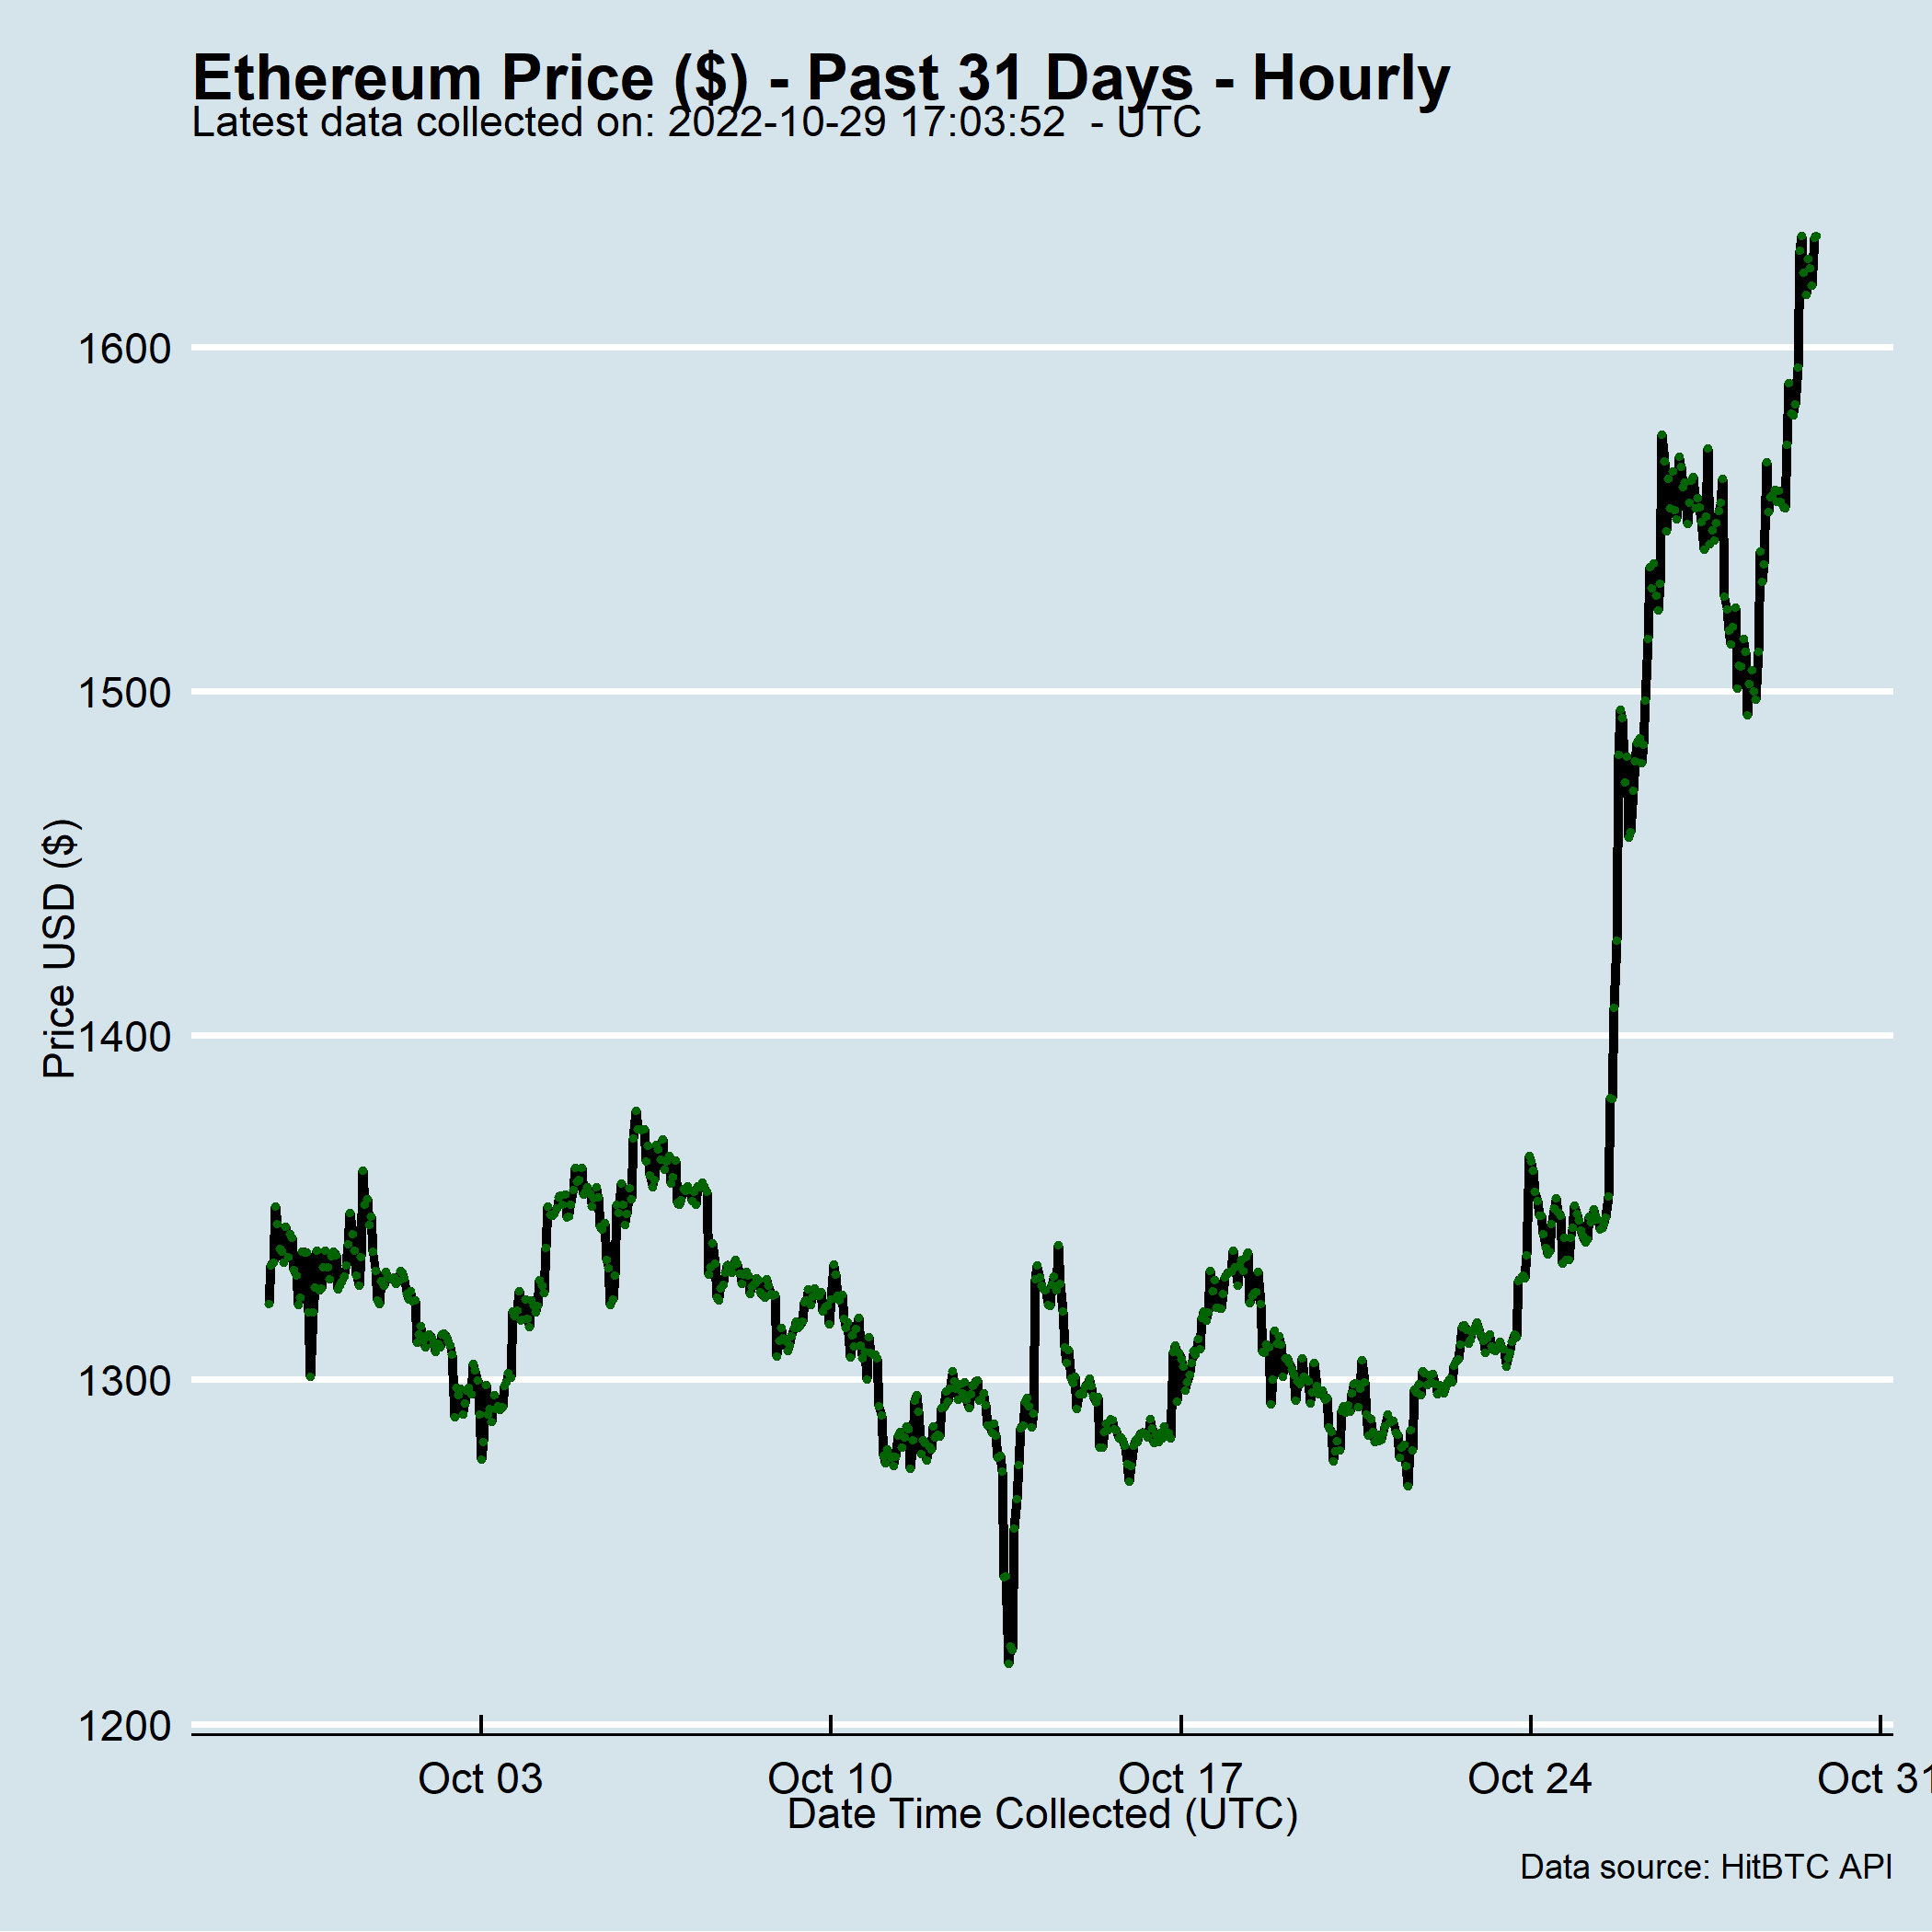 Ethereum Price ($) - Past 31 Days - Hourly
Latest data collected on: 2022-10-29 17:03:52  - UTC
Price USD ($)
1600
1500
1400
1300
1200
Oct 03
Oct 10
Oct 17
Oct 24
Oct 31
Date Time Collected (UTC)
Data source: HitBTC API